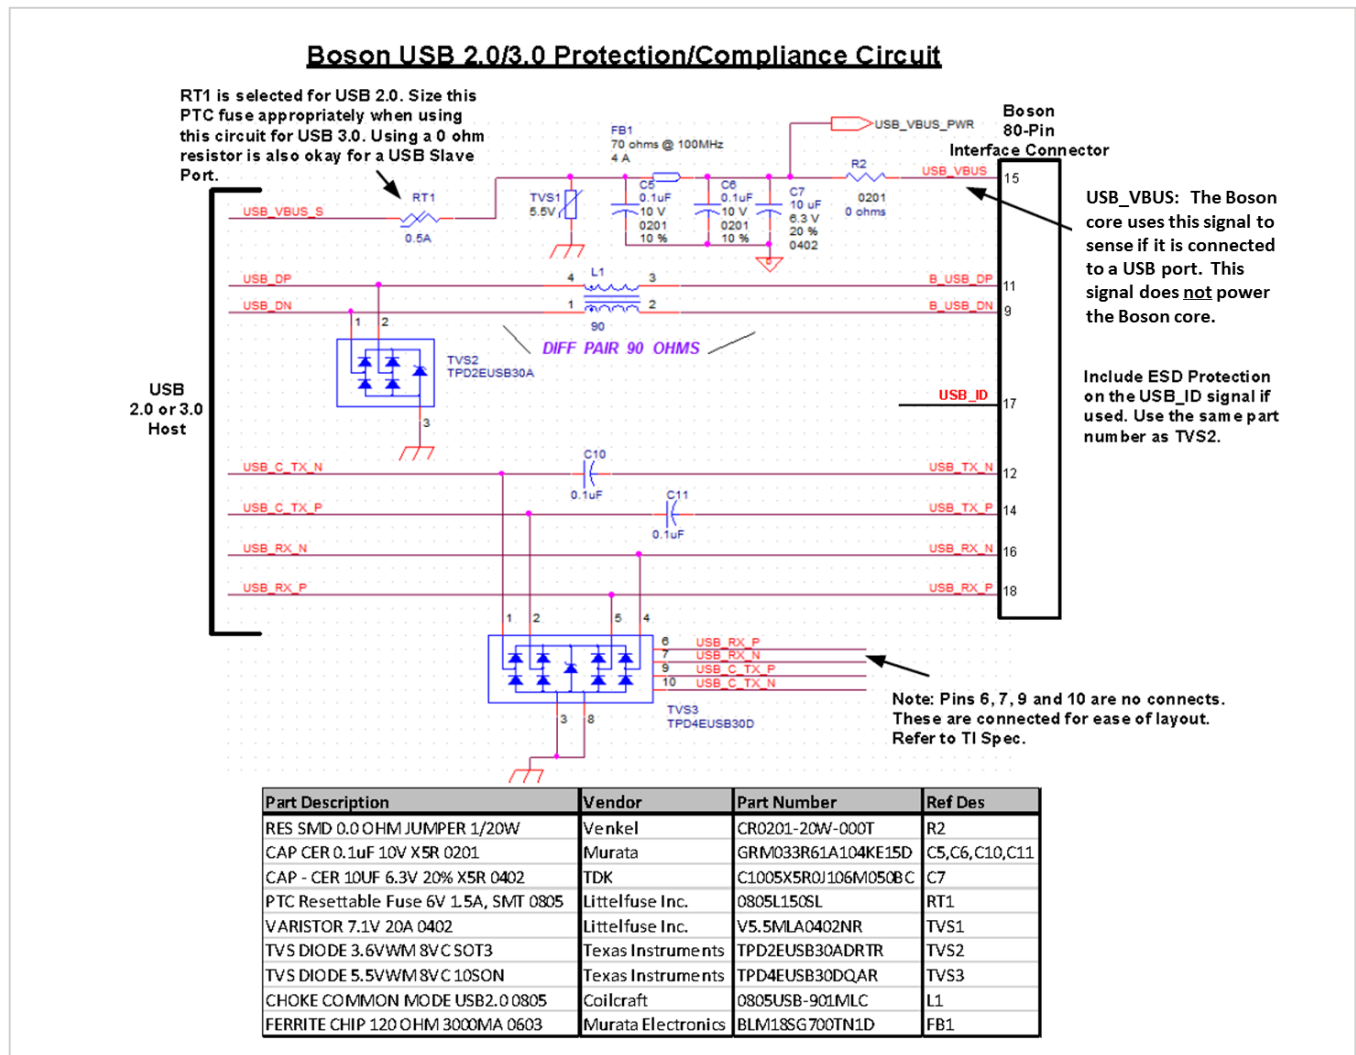 Boson USB 2.0/3.0 Protection/Compliance Circuit
RT1 is selected for USB 2.0. Size this
PTC fuse appropriately when using
this circuit for USB 3.0. Using a 0 ohm
resistor is also okay for a USB Slave
Port.
FB1
70 ohms @ 100MHz
4 A
USB_VBUS_PWR
Boson
80-Pin
Interface Connector
R2
0201
0 ohms
USB_VBUS
15
RT1
0.5A
USB_VBUS_S
TVS1
5.5V
C5
0.1uF
10 V
0201
10 %
C6
0.1uF
10 V
0201
10 %
C7
10 uF
6.3 V
20 %
0402
USB_VBUS: The Boson
core uses this signal to
sense if it is connected
to a USB port. This
signal does not power
the Boson core.
USB_DP
4
L1
3
B_USB_DP
11
USB_DN
1
2
B_USB_DN
9
90
DIFF PAIR 90 OHMS
1
2
TVS2
TPD2EUSB30A
3
USB
2.0 or 3.0
Host
USB_ID
17
Include ESD Protection
on the USB_ID signal if
used. Use the same part
number as TVS2.
USB_C_TX_N
C10
0.1uF
USB_TX_N
12
USB_C_TX_P
C11
0.1uF
USB_TX_P
14
USB_RX_N
USB_RX_N
16
USB_RX_P
USB_RX_P
18
1
2
5
4
6
USB_RX_P
7
USB_RX_N
9
USB_C_TX_P
10
USB_C_TX_N
TVS3
TPD4EUSB30D
3
8
Note: Pins 6, 7, 9 and 10 are no connects.
These are connected for ease of layout.
Refer to TI Spec.
Part Description Vendor Part Number Ref Des
RES SMD 0.0 OHM JUMPER 1/20W Venkel CR0201-20W-000T R2
CAP CER 0.1uF 10V X5R 0201 Murata GRM033R61A104KE15D C5,C6,C10,C11
CAP - CER 10UF 6.3V 20% X5R 0402 TDK C1005X5R0J106M050BC C7
PTC Resettable Fuse 6V 1.5A, SMT 0805 Littelfuse Inc. 0805L150SL RT1
VARISTOR 7.1V 20A 0402 Littelfuse Inc. V5.5MLA0402NR TVS1
TVS DIODE 3.6VWM 8VC SOT3 Texas Instruments TPD2EUSB30ADRTR TVS2
TVS DIODE 5.5VWM 8VC 10SON Texas Instruments TPD4EUSB30DQAR TVS3
CHOKE COMMON MODE USB2.0 0805 Coilcraft 0805USB-901MLC L1
FERRITE CHIP 120 OHM 3000MA 0603 Murata Electronics BLM18SG700TN1D FB1